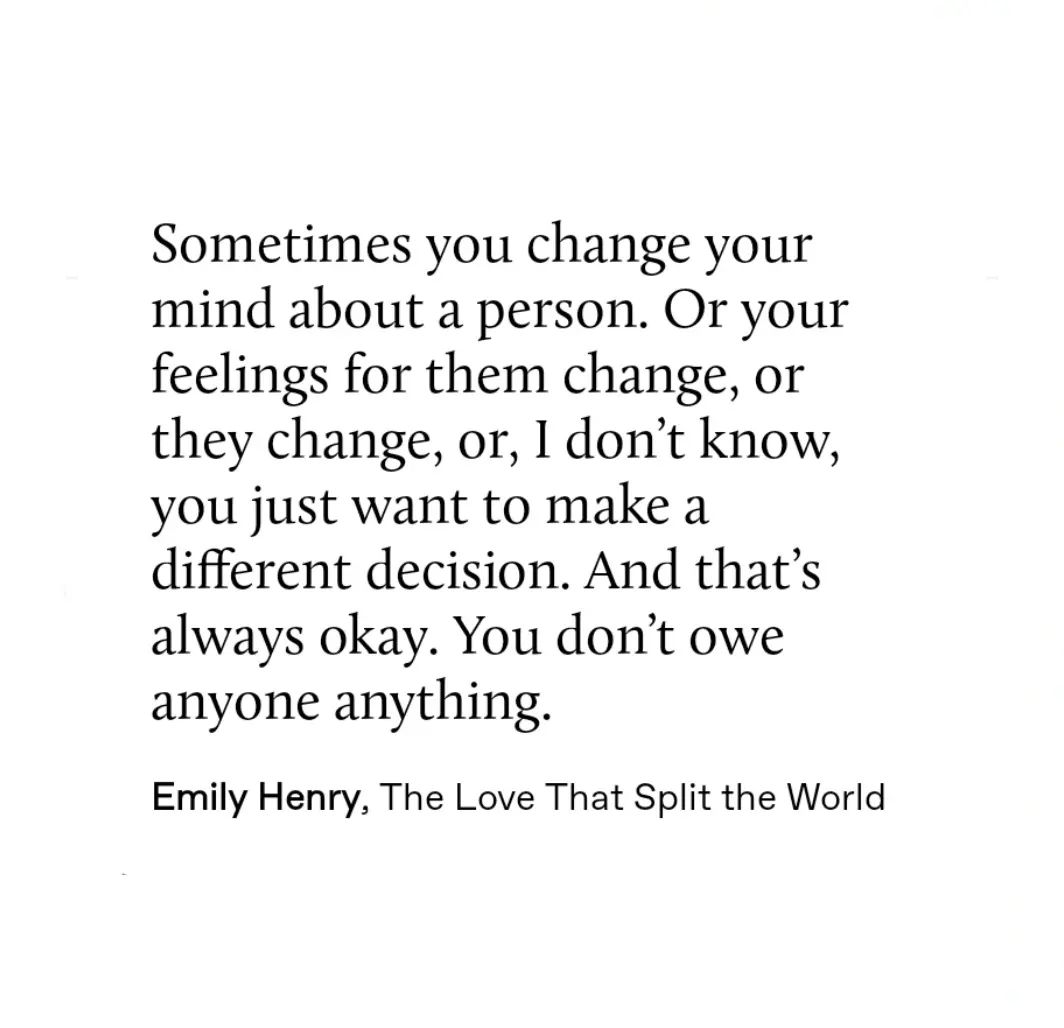 Sometimes you change your
mind about a person. Or your
feelings for them change, or
they change, or, I don’t know,
you just want to make a
different decision. And that’s
always okay. You don’t owe
anyone anything.
Emily Henry, The Love That Split the World